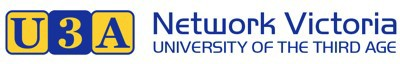 U3A Network Victoria
UNIVERSITY OF THE THIRD AGE